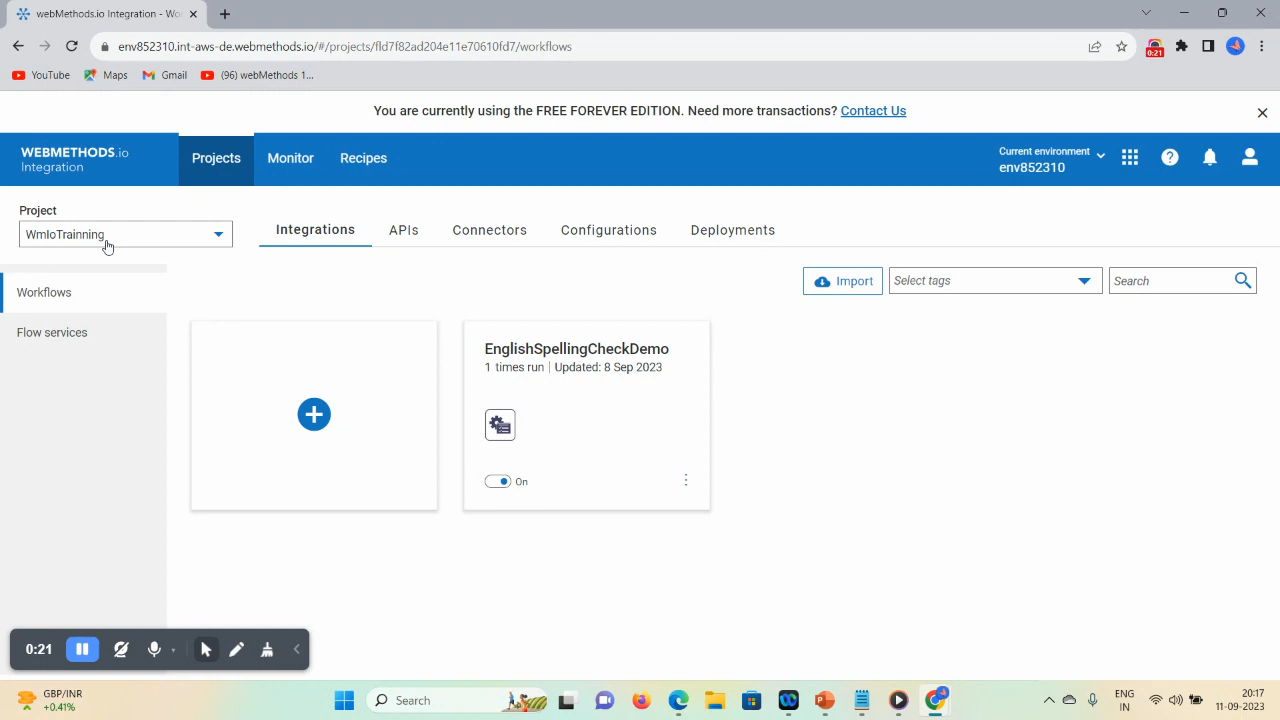 webMethods.io Integration - Wo
env852310.int-aws-de.webmethods.io/#/projects/fld7f82ad204e11e70610fd7/workflows
0:21
YouTube
Maps
Gmail
(96) webMethods 1...
You are currently using the FREE FOREVER EDITION. Need more transactions? Contact Us
WEBMETHODS.io
Integration
Projects
Monitor
Recipes
Current environment
env852310
Project
WmIoTrainning
Integrations
APIs
Connectors
Configurations
Deployments
Workflows
Flow services
Import
Select tags
Search
EnglishSpellingCheckDemo
1 times run | Updated: 8 Sep 2023
On
0:21
GBP/INR
+0.41%
Search
ENG
IN
20:17
11-09-2023